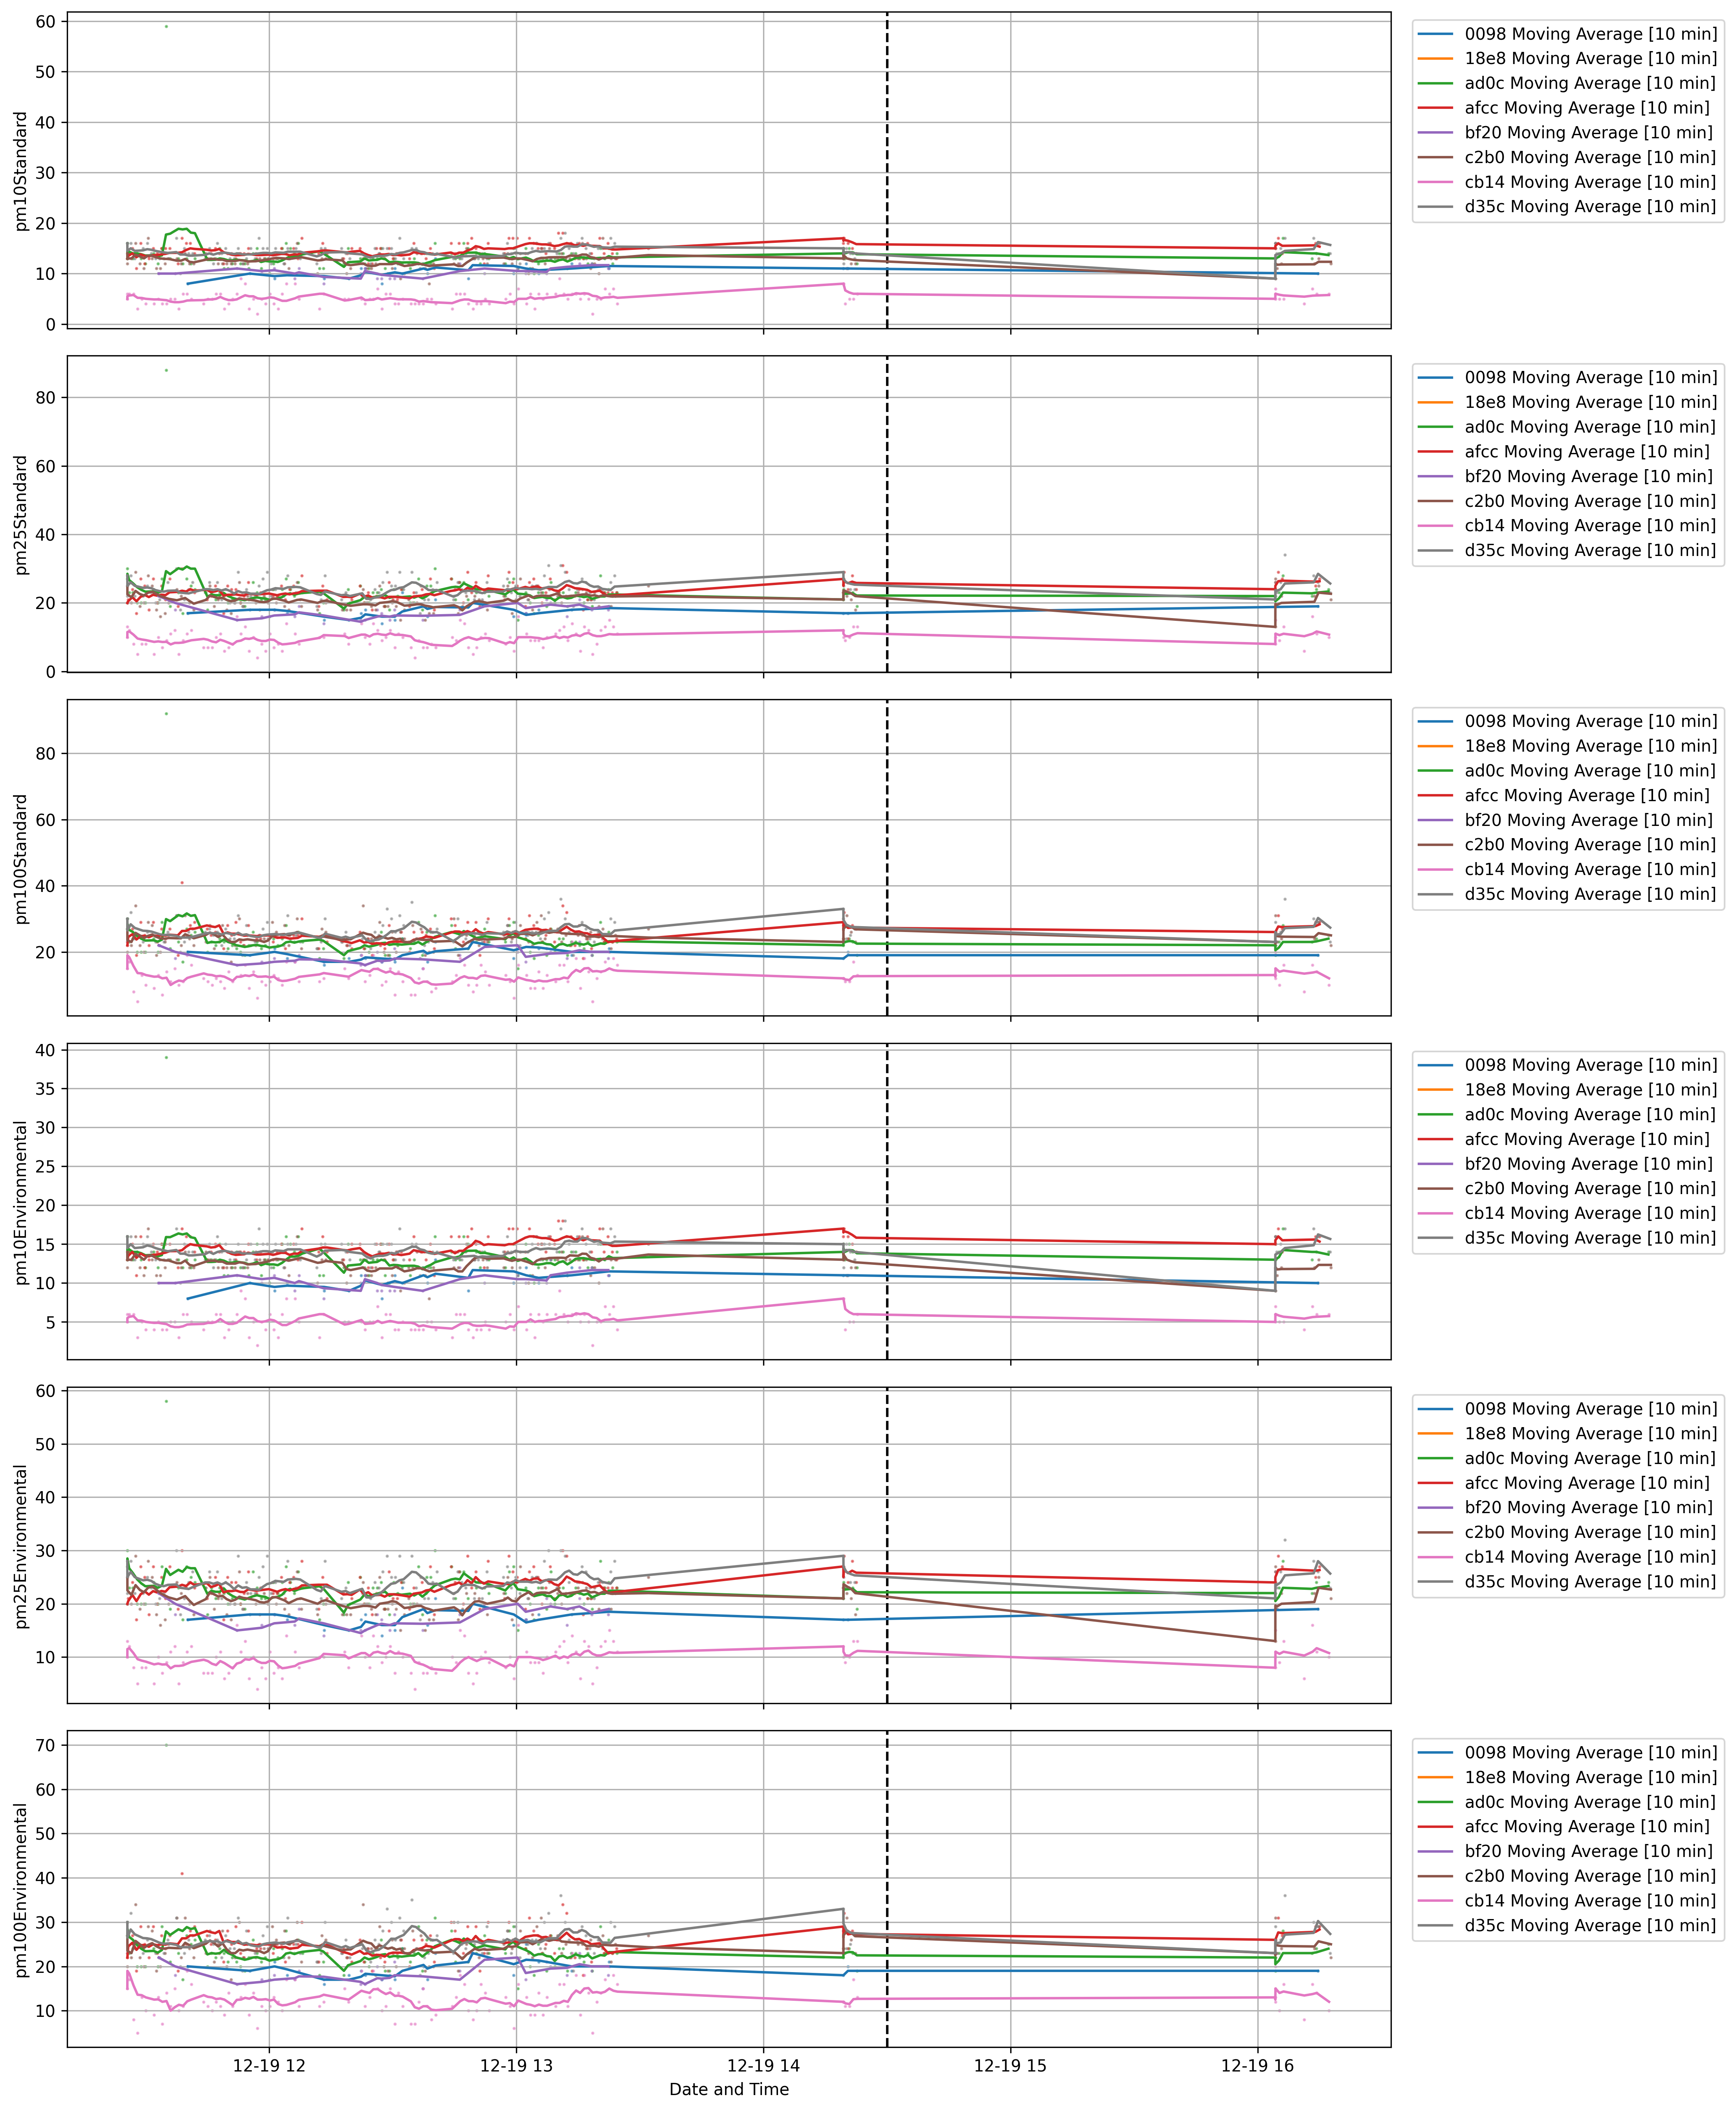 60
50
40
30
20
10
0
pm10Standard
0098 Moving Average [10 min]
18e8 Moving Average [10 min]
ad0c Moving Average [10 min]
afcc Moving Average [10 min]
bf20 Moving Average [10 min]
c2b0 Moving Average [10 min]
cb14 Moving Average [10 min]
d35c Moving Average [10 min]
80
60
40
20
0
pm25Standard
0098 Moving Average [10 min]
18e8 Moving Average [10 min]
ad0c Moving Average [10 min]
afcc Moving Average [10 min]
bf20 Moving Average [10 min]
c2b0 Moving Average [10 min]
cb14 Moving Average [10 min]
d35c Moving Average [10 min]
80
60
40
20
pm100Standard
0098 Moving Average [10 min]
18e8 Moving Average [10 min]
ad0c Moving Average [10 min]
afcc Moving Average [10 min]
bf20 Moving Average [10 min]
c2b0 Moving Average [10 min]
cb14 Moving Average [10 min]
d35c Moving Average [10 min]
40
35
30
25
20
15
10
5
pm10Environmental
0098 Moving Average [10 min]
18e8 Moving Average [10 min]
ad0c Moving Average [10 min]
afcc Moving Average [10 min]
bf20 Moving Average [10 min]
c2b0 Moving Average [10 min]
cb14 Moving Average [10 min]
d35c Moving Average [10 min]
60
50
40
30
20
10
pm25Environmental
0098 Moving Average [10 min]
18e8 Moving Average [10 min]
ad0c Moving Average [10 min]
afcc Moving Average [10 min]
bf20 Moving Average [10 min]
c2b0 Moving Average [10 min]
cb14 Moving Average [10 min]
d35c Moving Average [10 min]
70
60
50
40
30
20
10
pm100Environmental
0098 Moving Average [10 min]
18e8 Moving Average [10 min]
ad0c Moving Average [10 min]
afcc Moving Average [10 min]
bf20 Moving Average [10 min]
c2b0 Moving Average [10 min]
cb14 Moving Average [10 min]
d35c Moving Average [10 min]
12-19 12 12-19 13 12-19 14 12-19 15 12-19 16
Date and Time